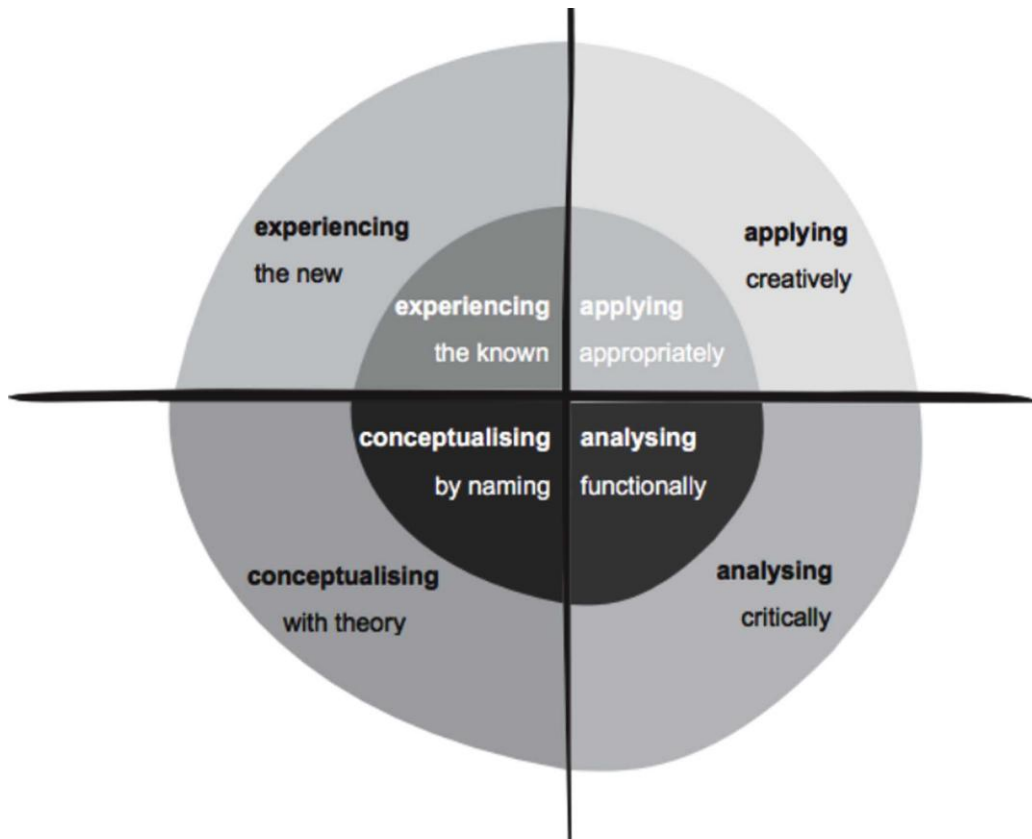 experiencing
the new
applying
creatively
experiencing
the known
applying
appropriately
conceptualising
by naming
analysing
functionally
conceptualising
with theory
analysing
critically